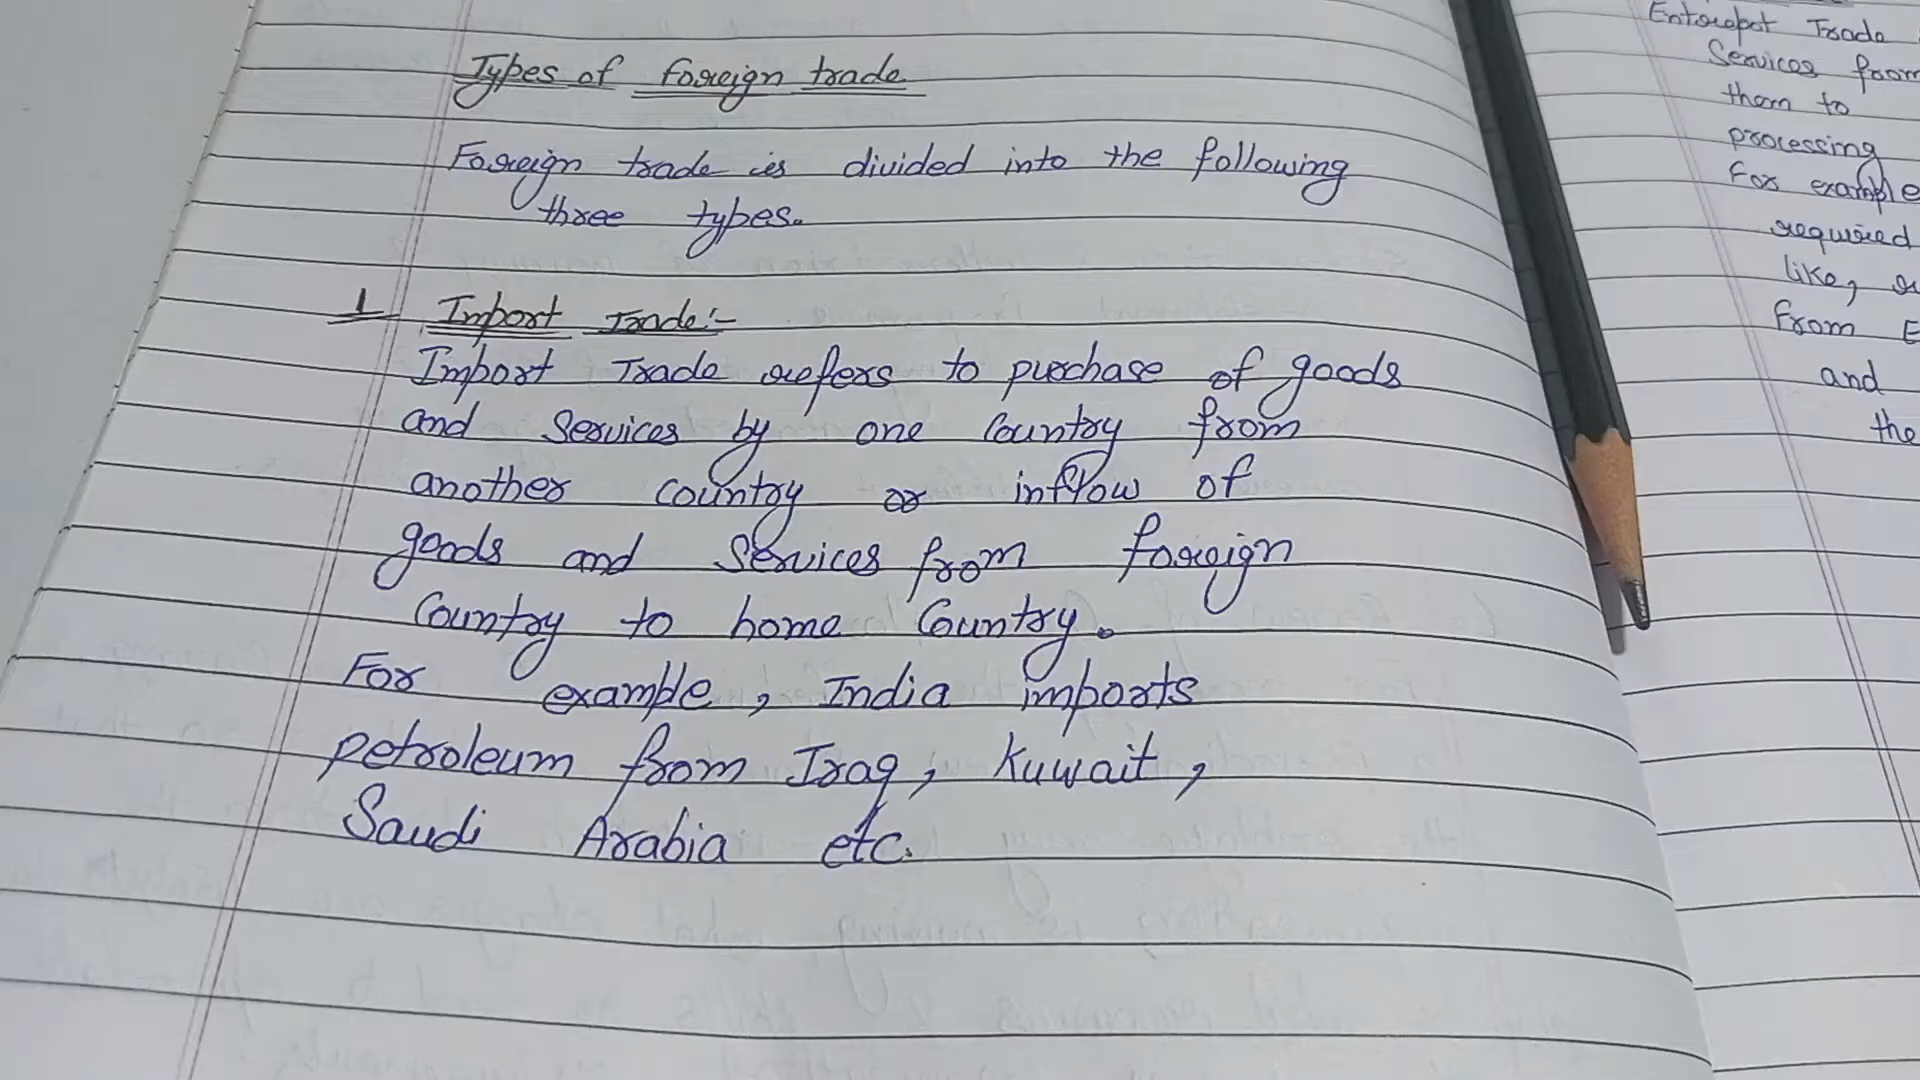 Types of foreign trade
Foreign trade is divided into the following
three types.
1 Import Trade:-
Import Trade refers to purchase of goods
and Services by one Country from
another country or inflow of
goods and Services from foreign
Country to home Country.
For example, India imports
petroleum from Iraq, Kuwait,
Saudi Arabia etc.
Entrepot Trade
Services from
them to
processing
For example
required
like,
from E
and
the